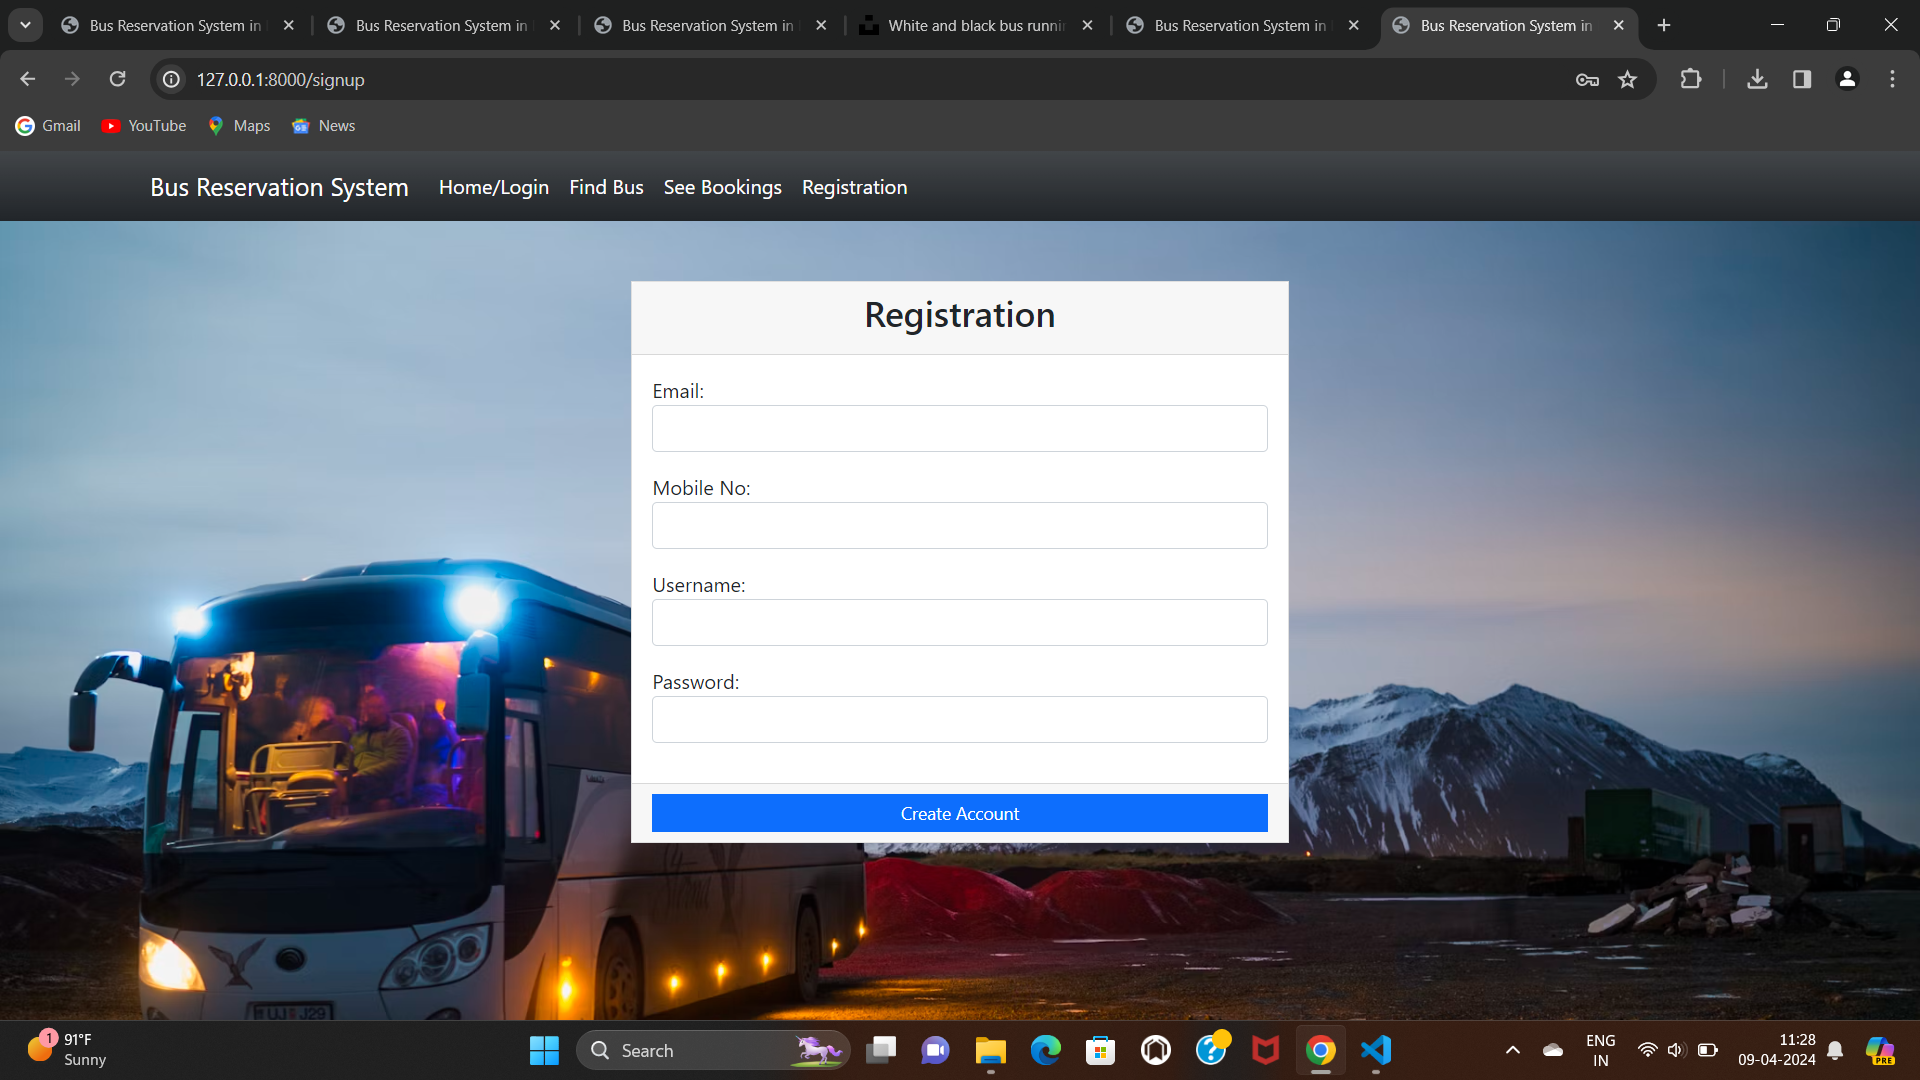 Bus Reservation System in
Bus Reservation System in
Bus Reservation System in
White and black bus runni
Bus Reservation System in
Bus Reservation System in
127.0.0.1:8000/signup
Gmail
YouTube
Maps
News
Bus Reservation System
Home/Login
Find Bus
See Bookings
Registration
Registration
Email:
Mobile No:
Username:
Password:
Create Account
1
91°F
Sunny
Search
ENG
IN
11:28
09-04-2024
PRE